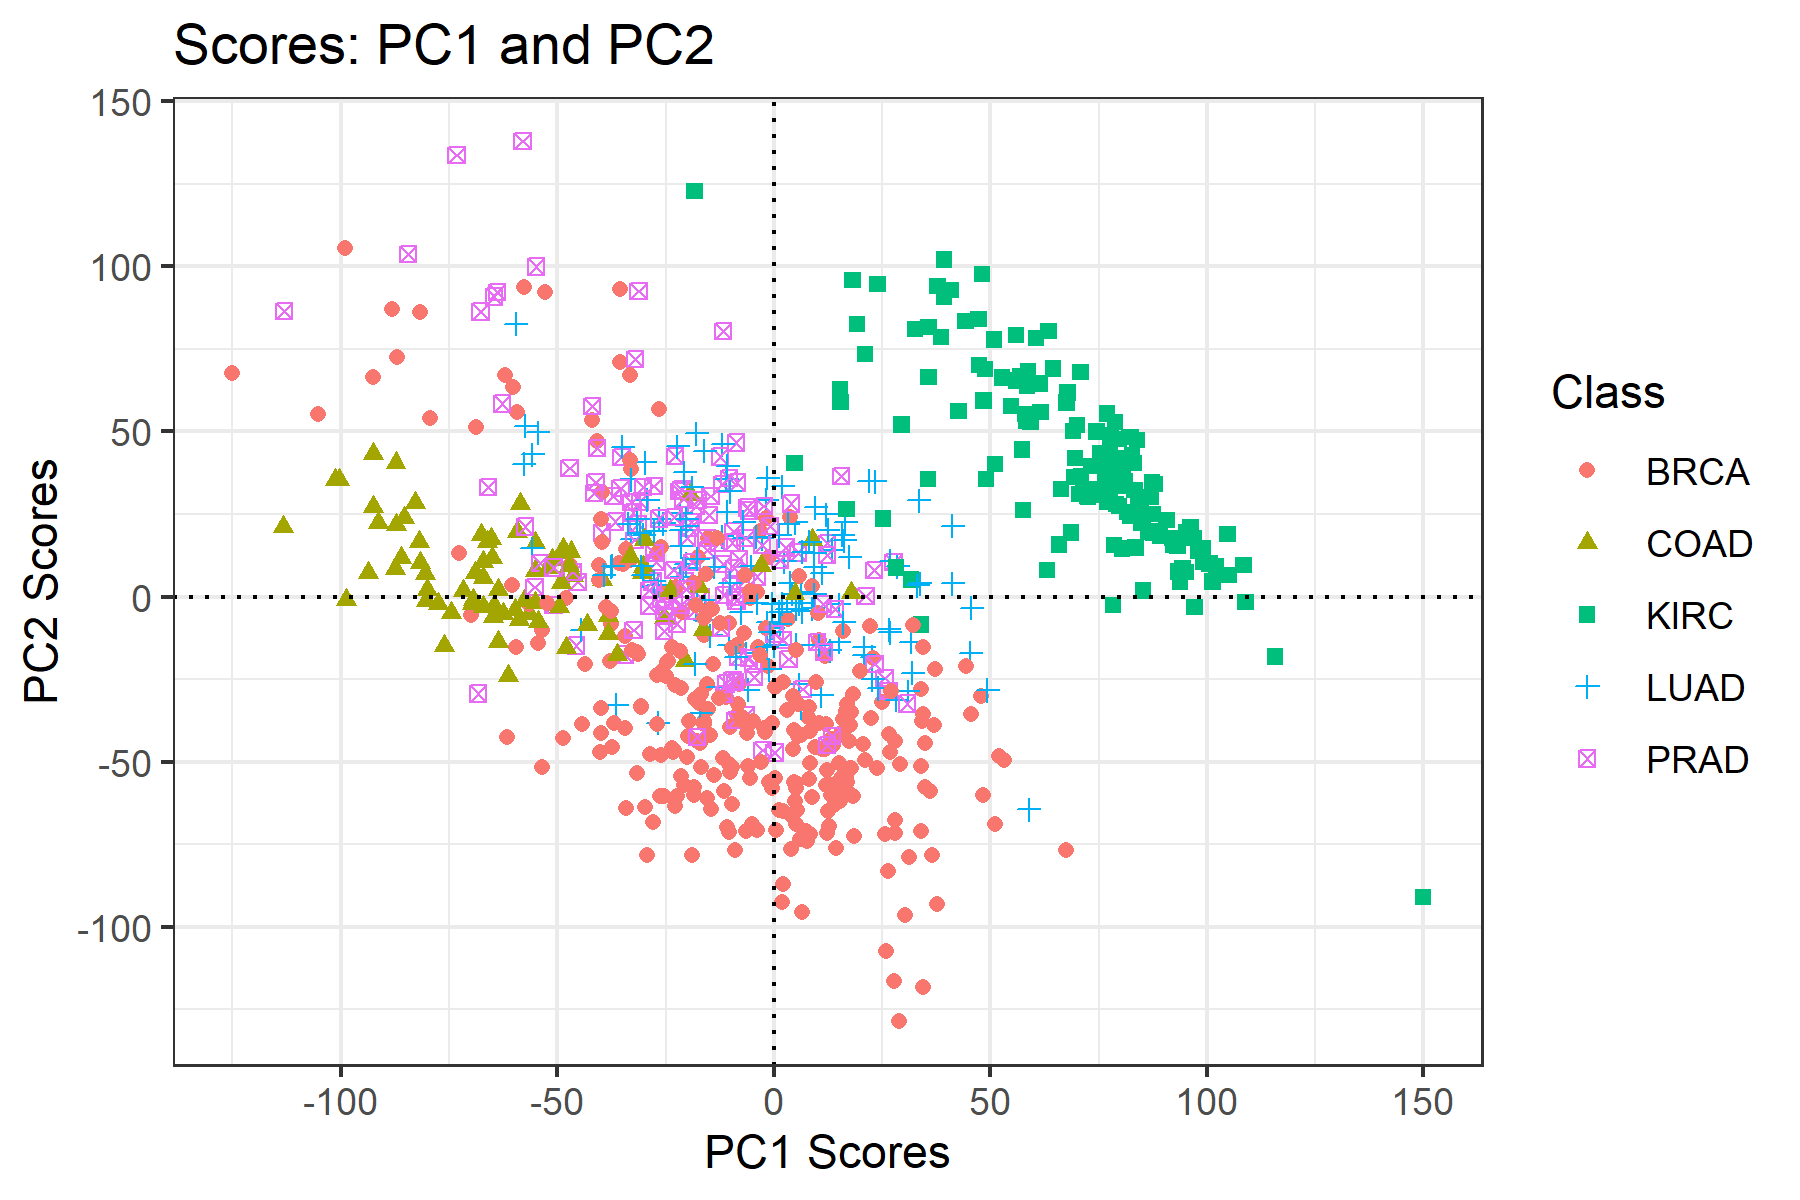 Scores: PC1 and PC2
150
100
50
0
-50
-100
PC2 Scores
-100
-50
0
50
100
150
PC1 Scores
Class
BRCA
COAD
KIRC
LUAD
PRAD